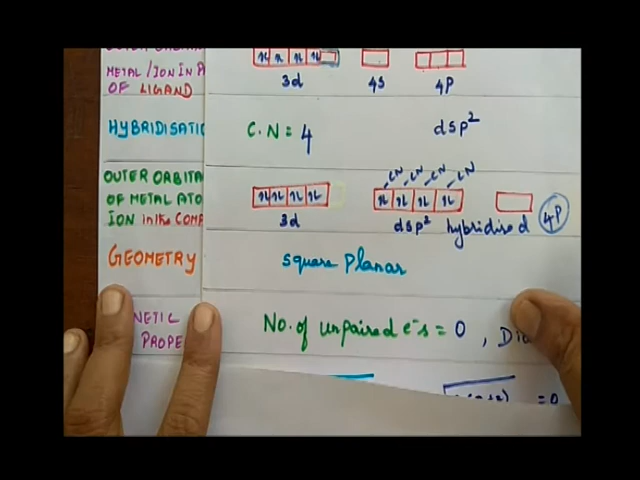 METAL/ION IN P
OF LIGAND
3d 4S 4P
HYBRIDISATIO
C.N = 4
dsp²
OUTER ORBITA
OF METAL ATO
ION in the COMP
CN CN CN CN
3d
dsp² hybridised
4P
GEOMETRY
square planar
NETIC
PROPE
No. of unpaired e⁻s = 0 ,
= 0